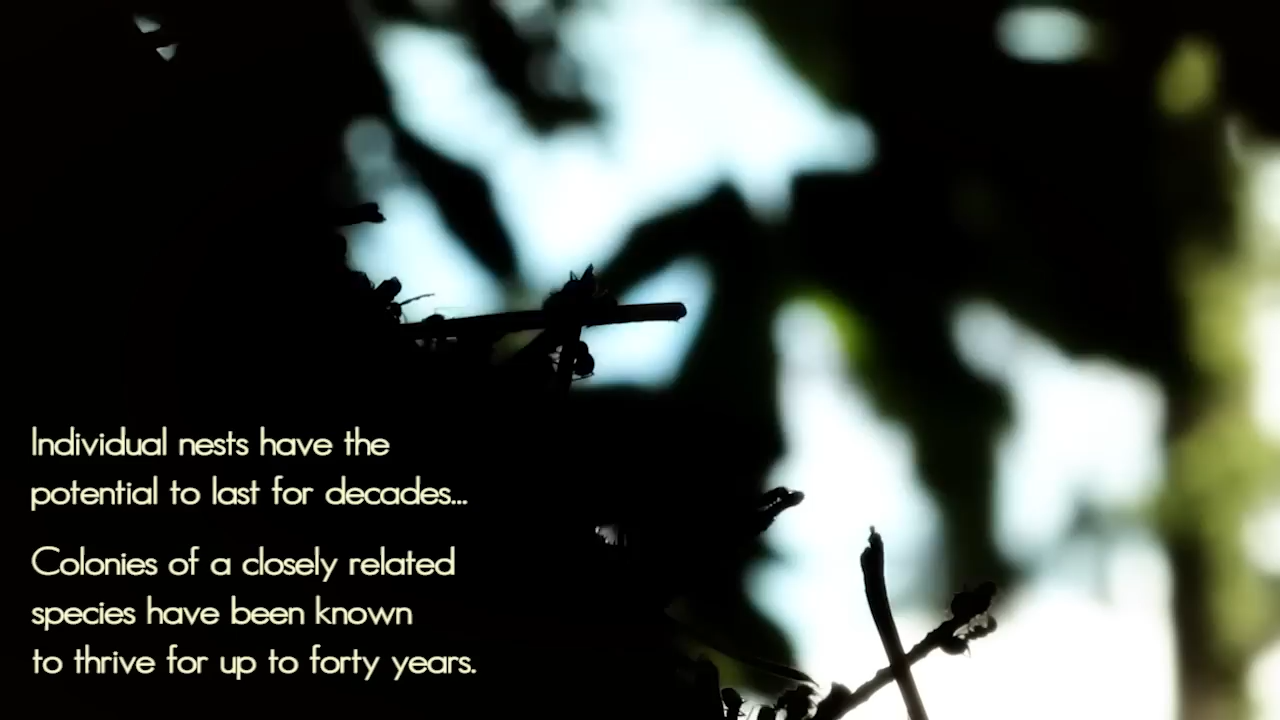 Individual nests have the
potential to last for decades...
Colonies of a closely related
species have been known
to thrive for up to forty years.